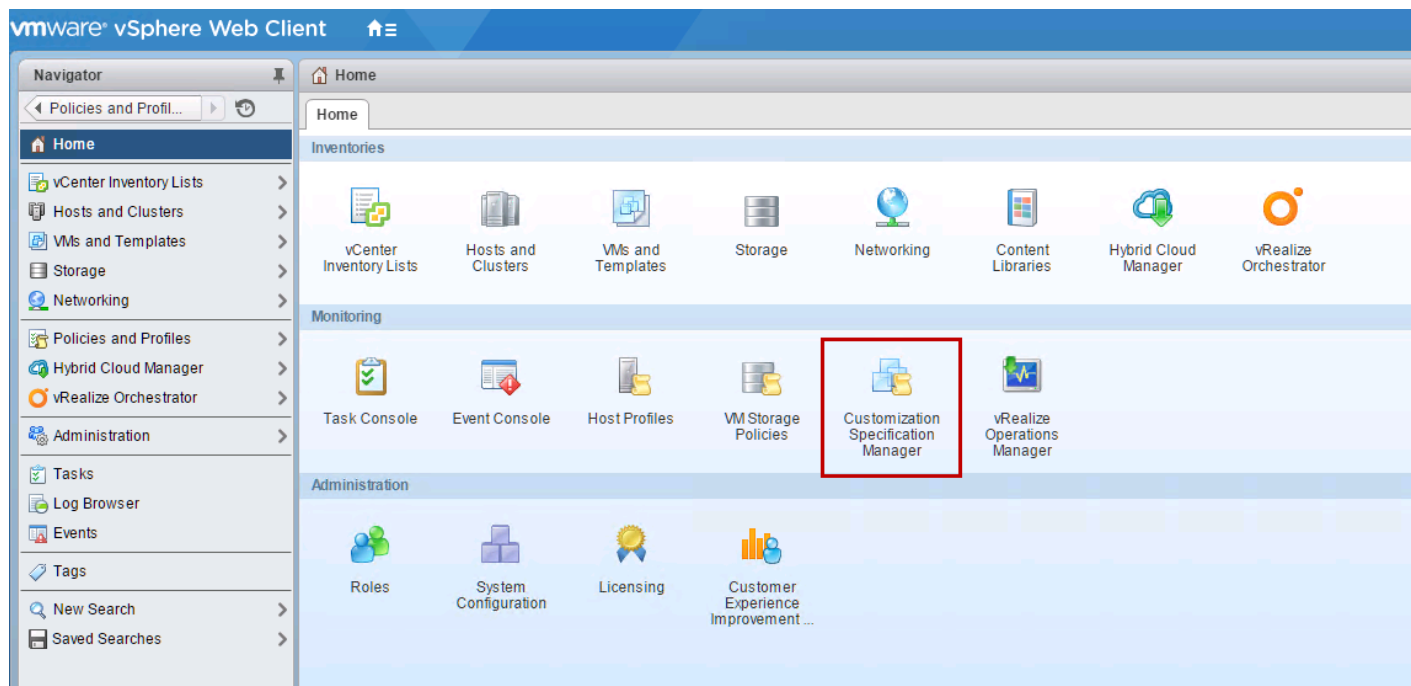 vmware® vSphere Web Client
Navigator
Policies and Profil...
Home
vCenter Inventory Lists
Hosts and Clusters
VMs and Templates
Storage
Networking
Policies and Profiles
Hybrid Cloud Manager
vRealize Orchestrator
Administration
Tasks
Log Browser
Events
Tags
New Search
Saved Searches
Home
Home
Inventories
vCenter
Inventory Lists
Hosts and
Clusters
VMs and
Templates
Storage
Networking
Content
Libraries
Hybrid Cloud
Manager
vRealize
Orchestrator
Monitoring
Task Console
Event Console
Host Profiles
VM Storage
Policies
Customization
Specification
Manager
vRealize
Operations
Manager
Administration
Roles
System
Configuration
Licensing
Customer
Experience
Improvement ...